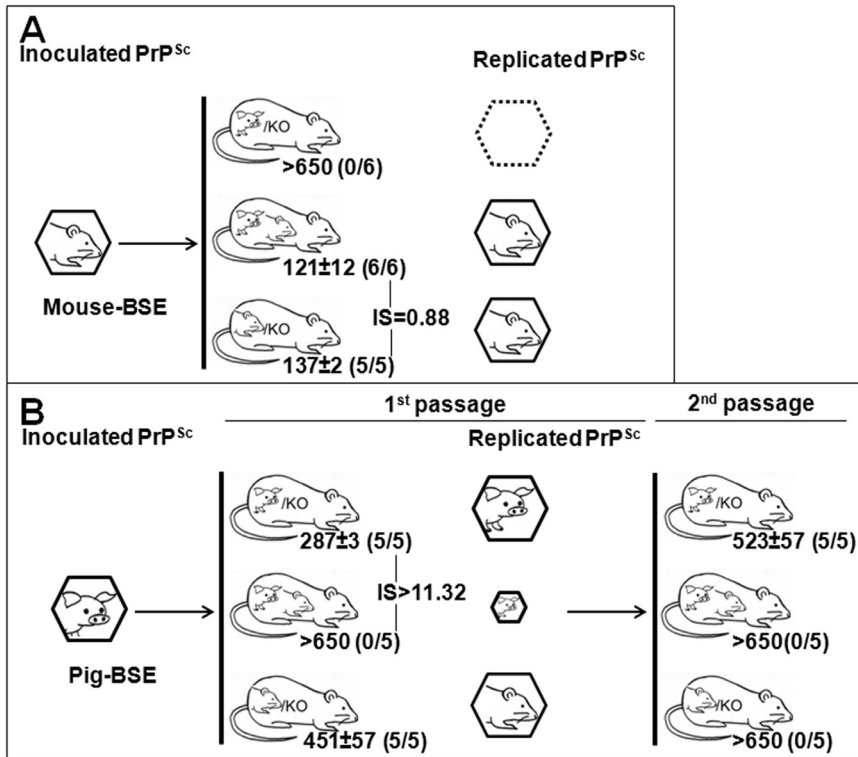 A
Inoculated PrPSc
Replicated PrPSc
/KO
>650 (0/6)
121±12 (6/6)
Mouse-BSE
IS=0.88
/KO
137±2 (5/5)
B
1st passage
2nd passage
Inoculated PrPSc
Replicated PrPSc
/KO
287±3 (5/5)
/KO
523±57 (5/5)
IS>11.32
>650 (0/5)
>650(0/5)
Pig-BSE
/KO
451±57 (5/5)
/KO
>650 (0/5)